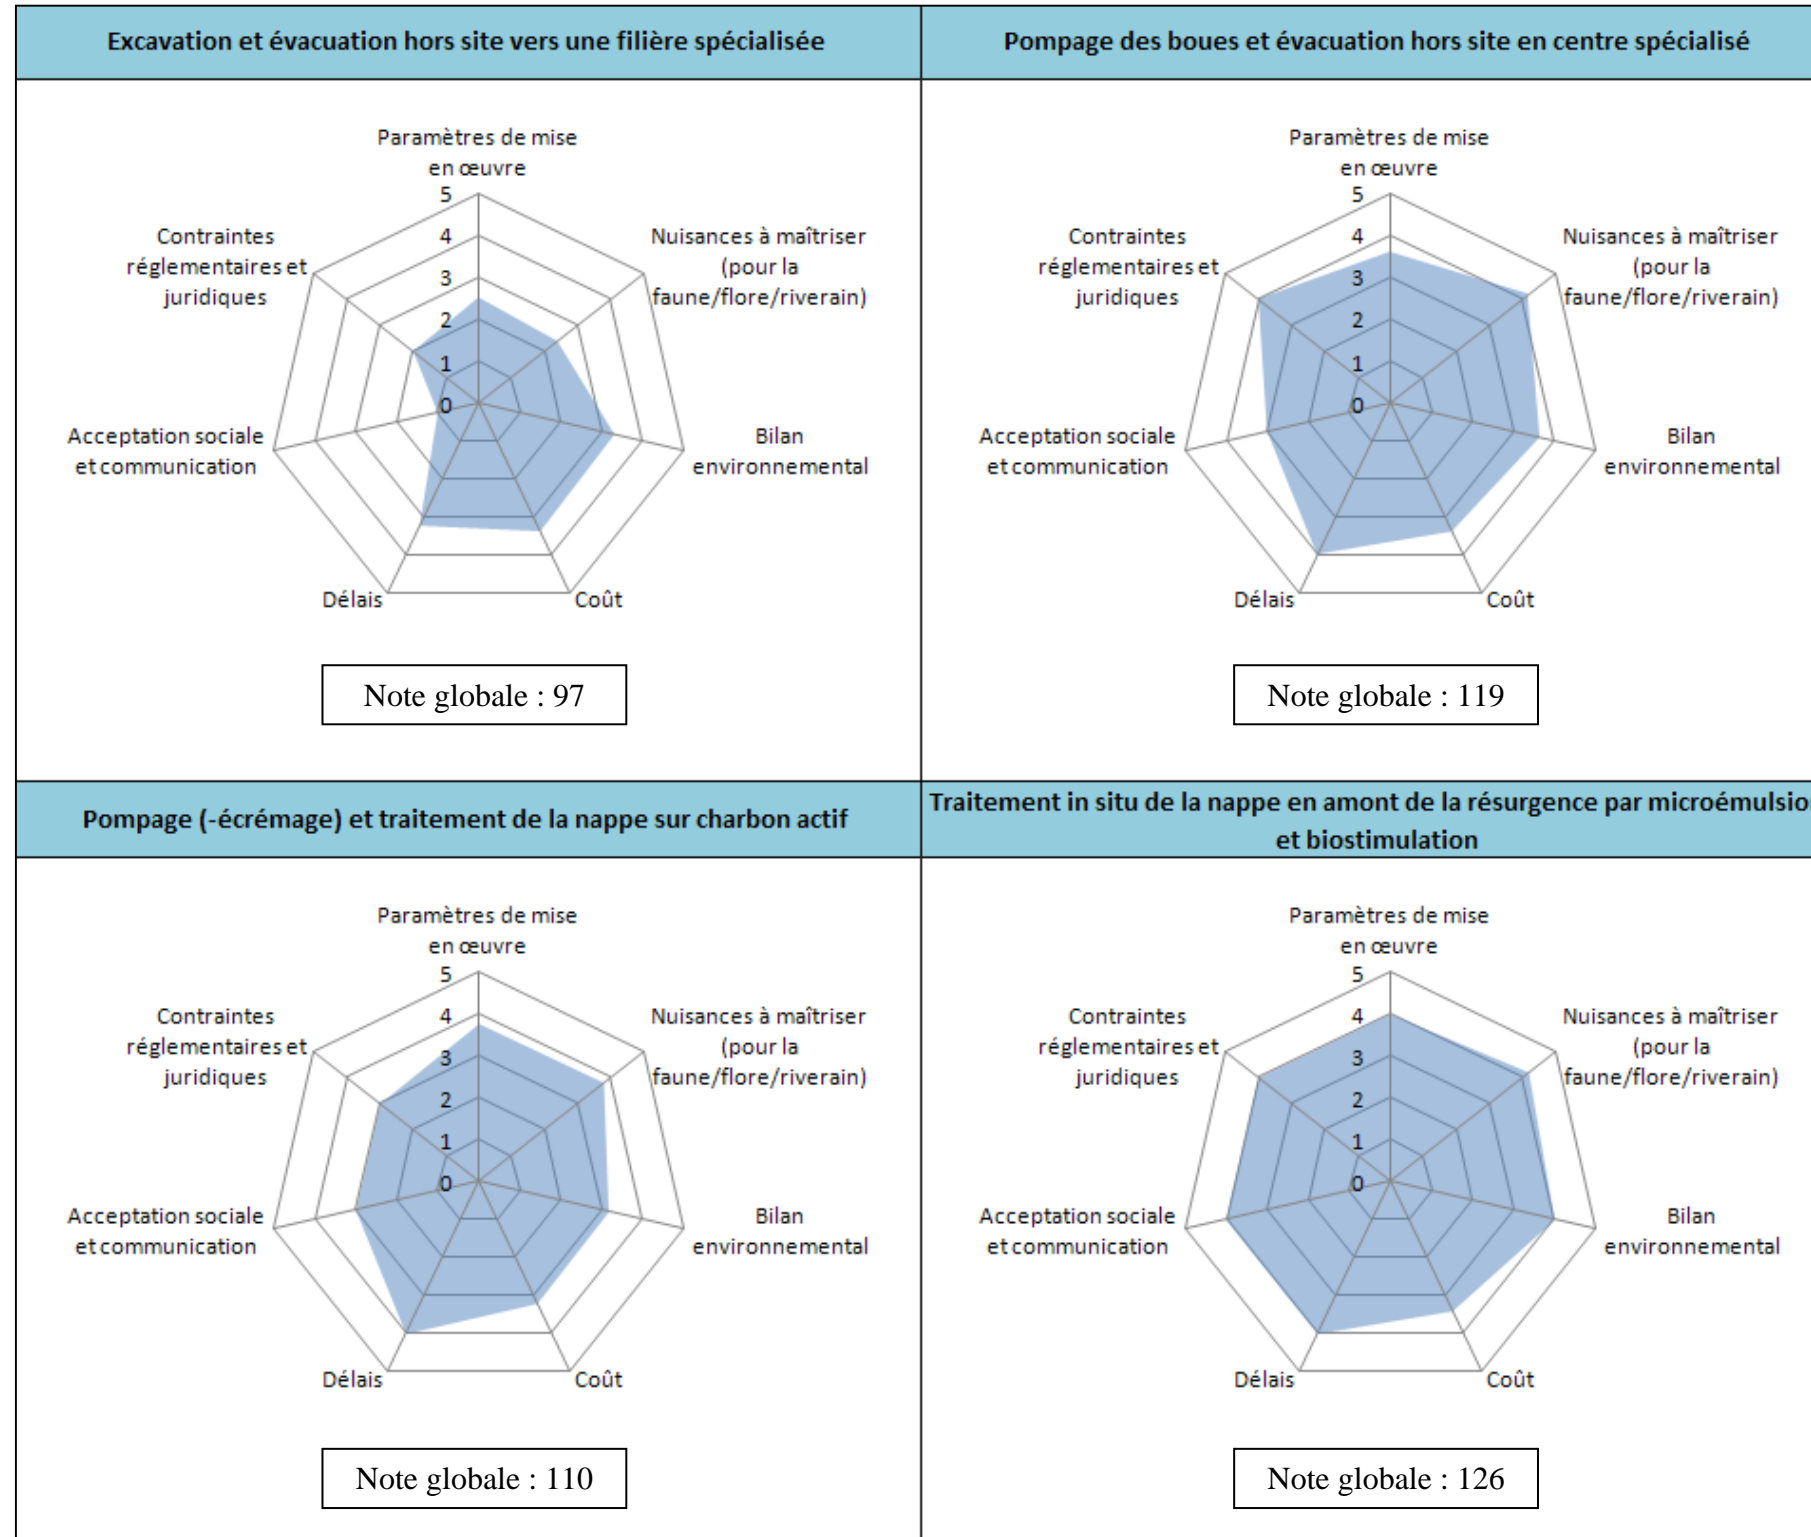 Excavation et évacuation hors site vers une filière spécialisée
Paramètres de mise
en œuvre
5
4
3
2
1
0
Nuisances à maîtriser
(pour la
faune/flore/riverain)
Bilan
environnemental
Coût
Délais
Acceptation sociale
et communication
Contraintes
réglementaires et
juridiques
Note globale : 97
Pompage des boues et évacuation hors site en centre spécialisé
Paramètres de mise
en œuvre
5
4
3
2
1
0
Nuisances à maîtriser
(pour la
faune/flore/riverain)
Bilan
environnemental
Coût
Délais
Acceptation sociale
et communication
Contraintes
réglementaires et
juridiques
Note globale : 119
Pompage (-écrémage) et traitement de la nappe sur charbon actif
Paramètres de mise
en œuvre
5
4
3
2
1
0
Nuisances à maîtriser
(pour la
faune/flore/riverain)
Bilan
environnemental
Coût
Délais
Acceptation sociale
et communication
Contraintes
réglementaires et
juridiques
Note globale : 110
Traitement in situ de la nappe en amont de la résurgence par microémulsio
et biostimulation
Paramètres de mise
en œuvre
5
4
3
2
1
0
Nuisances à maîtriser
(pour la
faune/flore/riverain)
Bilan
environnemental
Coût
Délais
Acceptation sociale
et communication
Contraintes
réglementaires et
juridiques
Note globale : 126